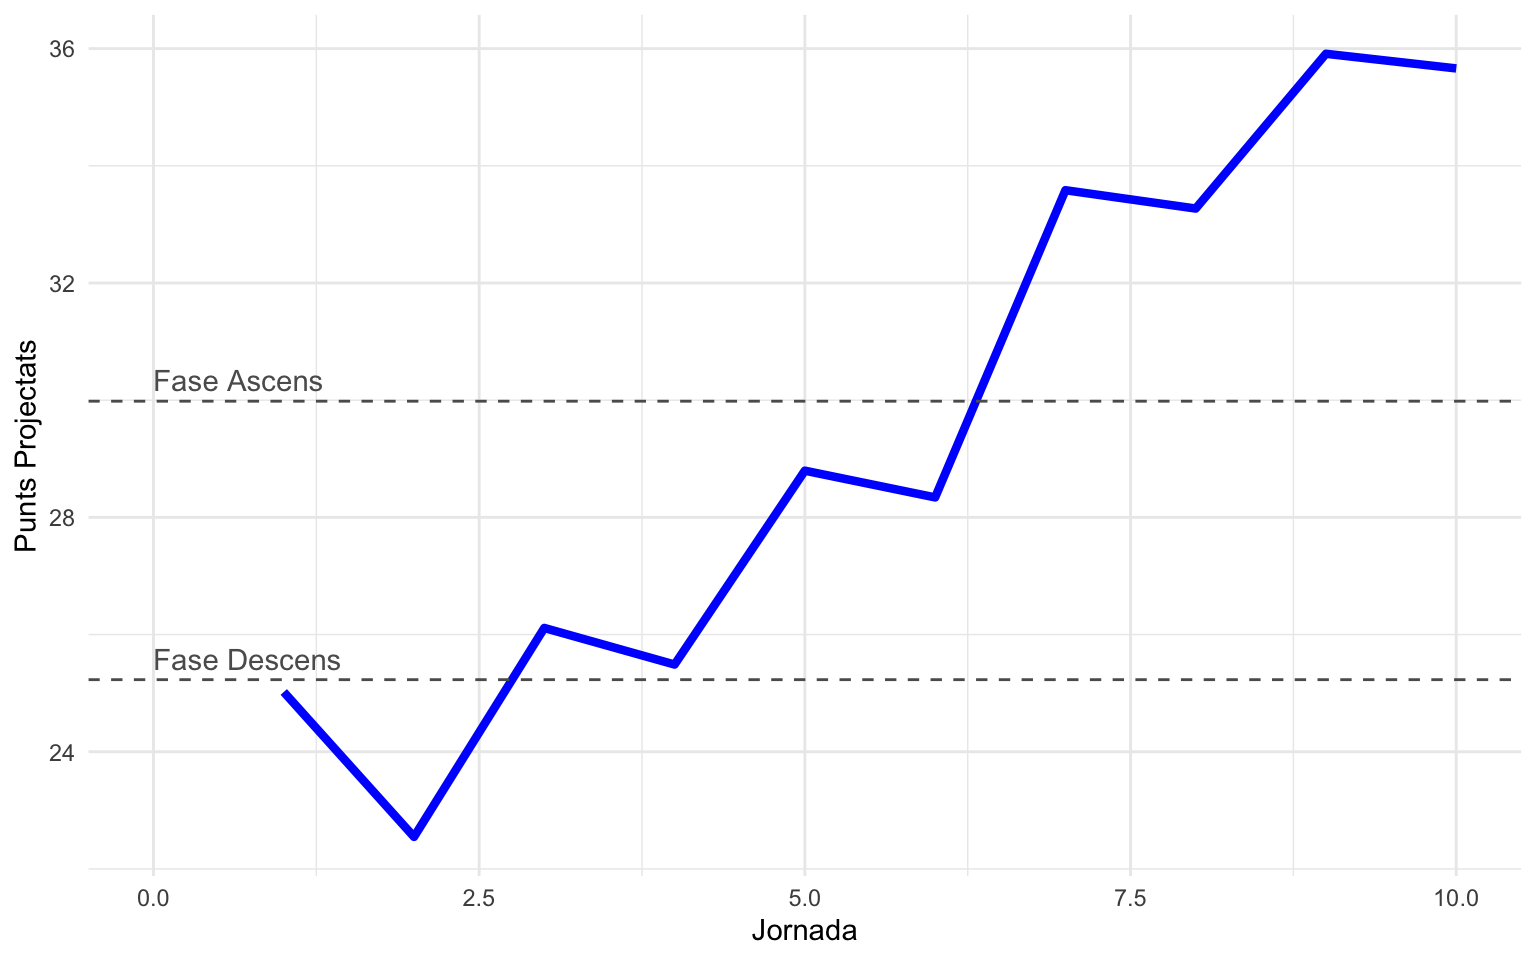 36
32
28
24
Punts Projectats
Fase Ascens
Fase Descens
0.0 2.5 5.0 7.5 10.0
Jornada